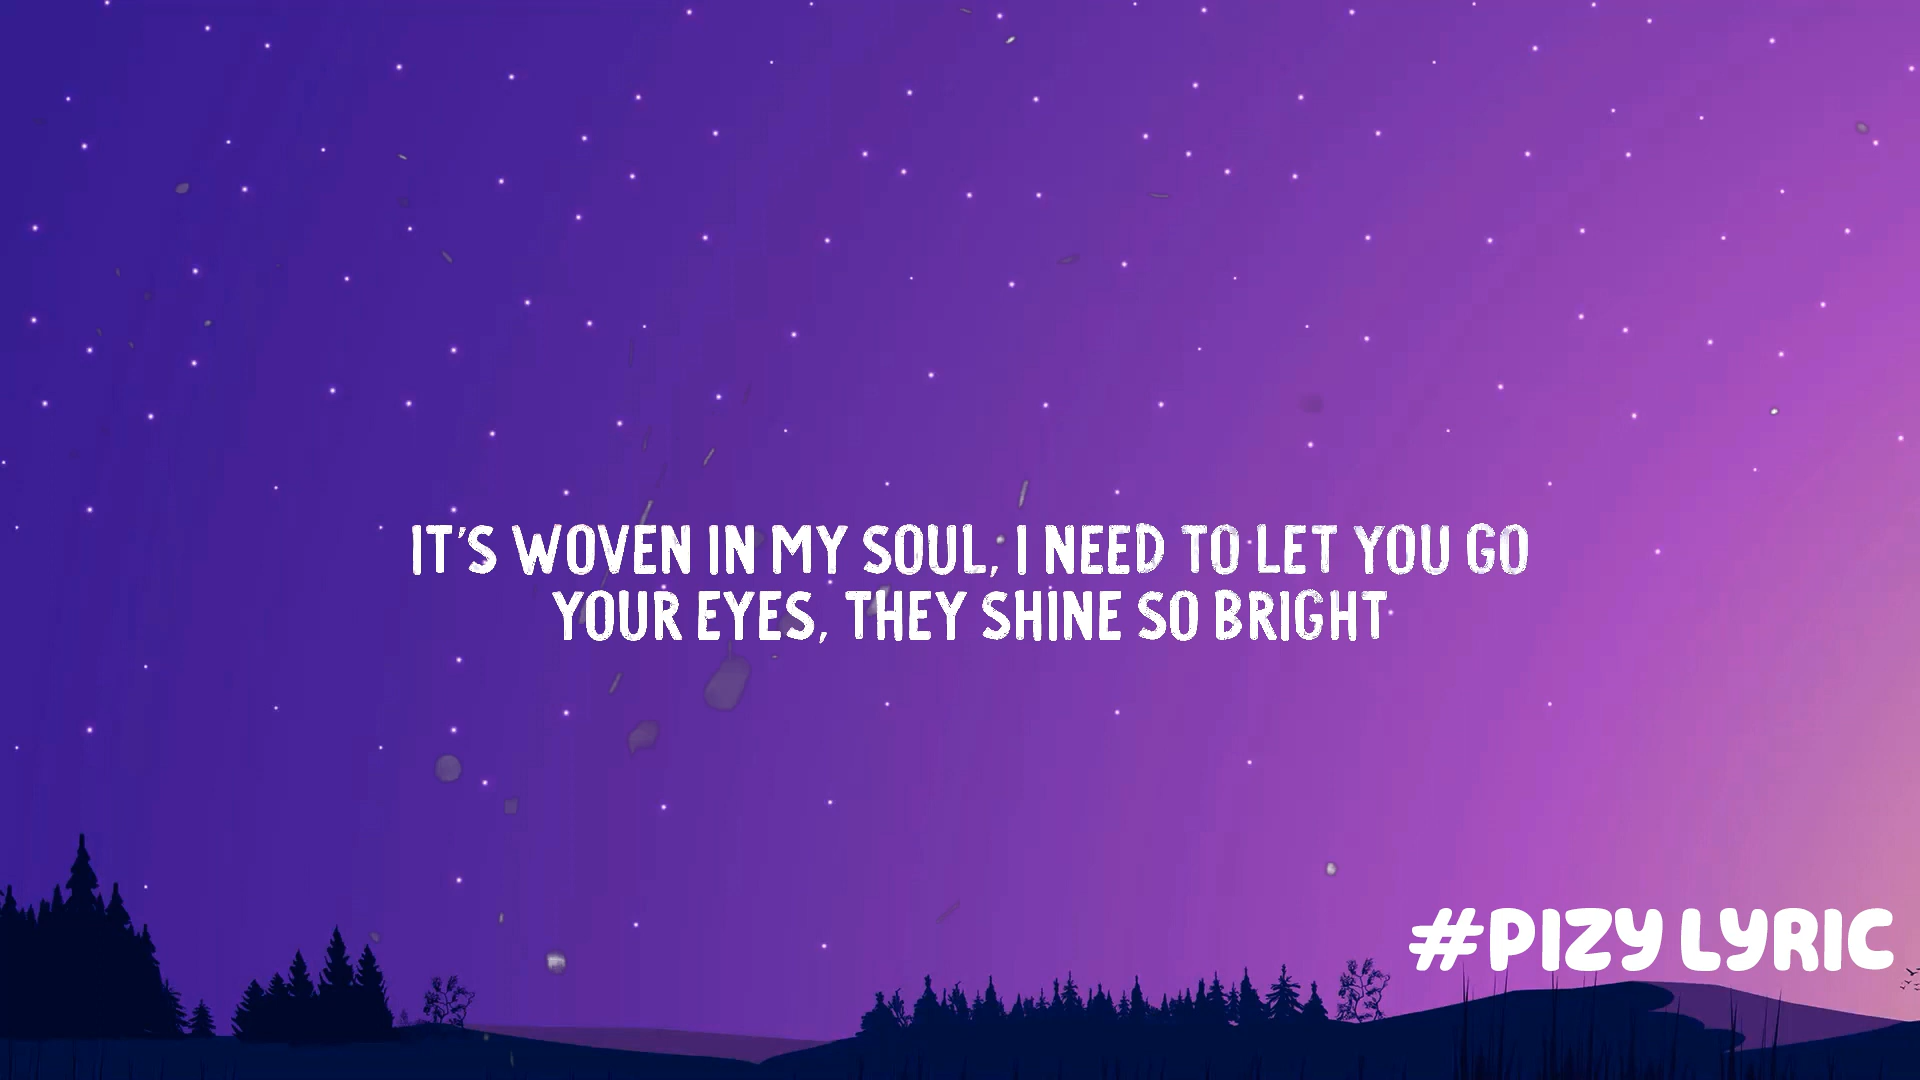 IT'S WOVEN IN MY SOUL, I NEED TO LET YOU GO
YOUR EYES, THEY SHINE SO BRIGHT
#PIZY LYRIC